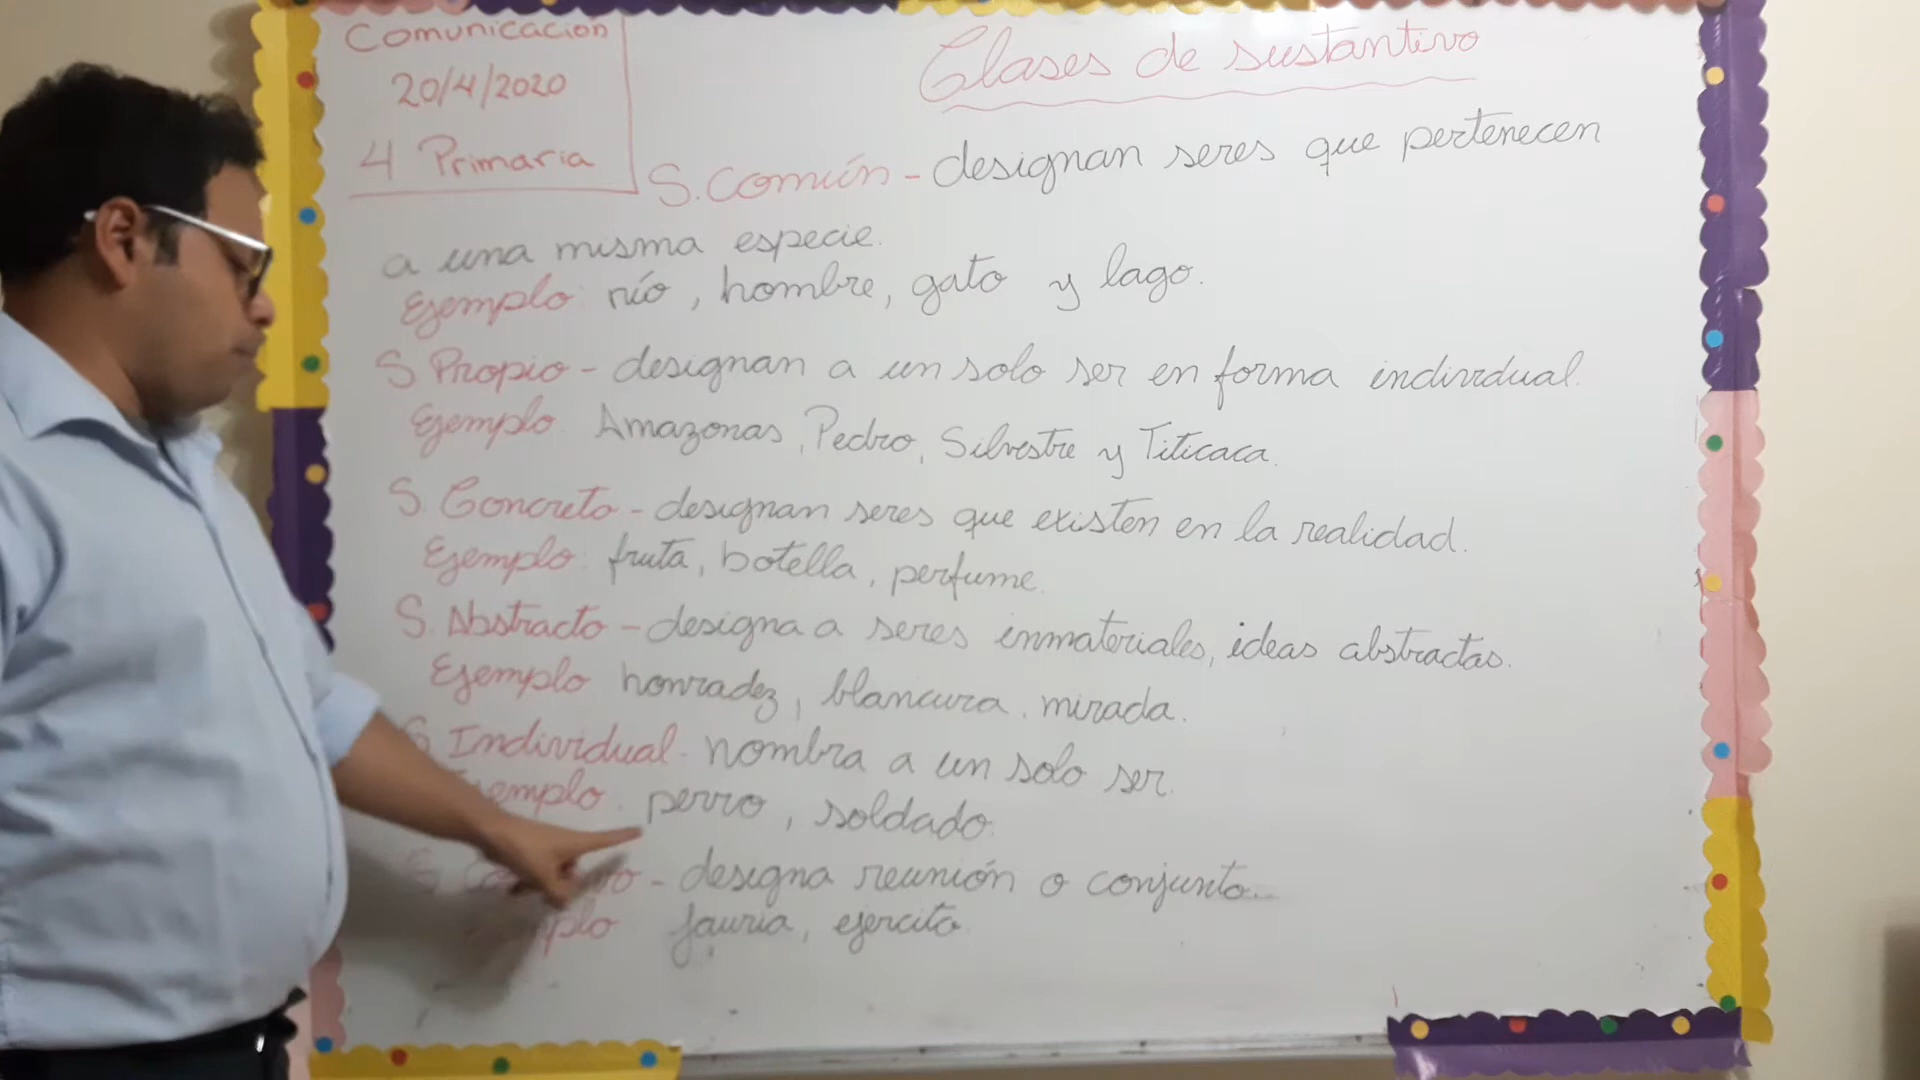 Comunicación
20/4/2020
4 Primaria
Clases de sustantivo
S. Común - designan seres que pertenecen
a una misma especie.
Ejemplo: río, hombre, gato y lago.
S Propio - designan a un solo ser en forma individual.
Ejemplo. Amazonas, Pedro, Silvestre y Titicaca.
S. Concreto - designan seres que existen en la realidad.
Ejemplo: fruta, botella, perfume.
S. Abstracto - designa a seres inmateriales, ideas abstractas.
Ejemplo honradez, blancura, mirada.
S Individual - nombra a un solo ser.
Ejemplo. perro, soldado.
- designa reunión o conjunto...
jauria, ejercito